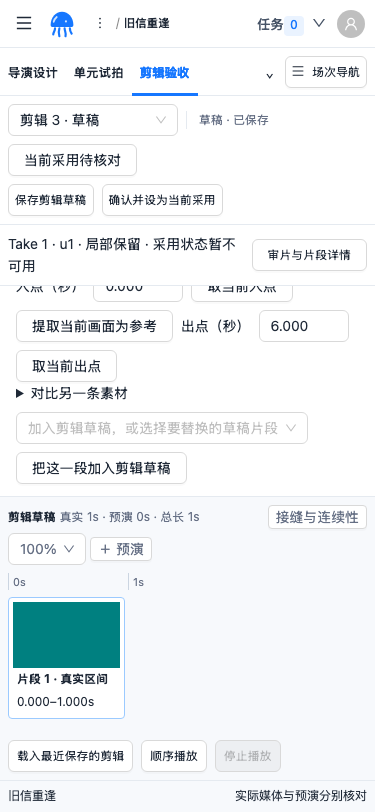 / 旧信重逢
任务 0
导演设计 单元试拍 剪辑验收
场次导航
剪辑 3 · 草稿
草稿 · 已保存
当前采用待核对
保存剪辑草稿 确认并设为当前采用
Take 1 · u1 · 局部保留 · 采用状态暂不
可用
审片与片段详情
入点（秒） 0.000 取当前入点
提取当前画面为参考 出点（秒） 6.000
取当前出点
对比另一条素材
加入剪辑草稿，或选择要替换的草稿片段
把这一段加入剪辑草稿
剪辑草稿 真实 1s · 预演 0s · 总长 1s
接缝与连续性
100% + 预演
0s 1s
片段 1 · 真实区间
0.000–1.000s
载入最近保存的剪辑 顺序播放 停止播放
旧信重逢 实际媒体与预演分别核对